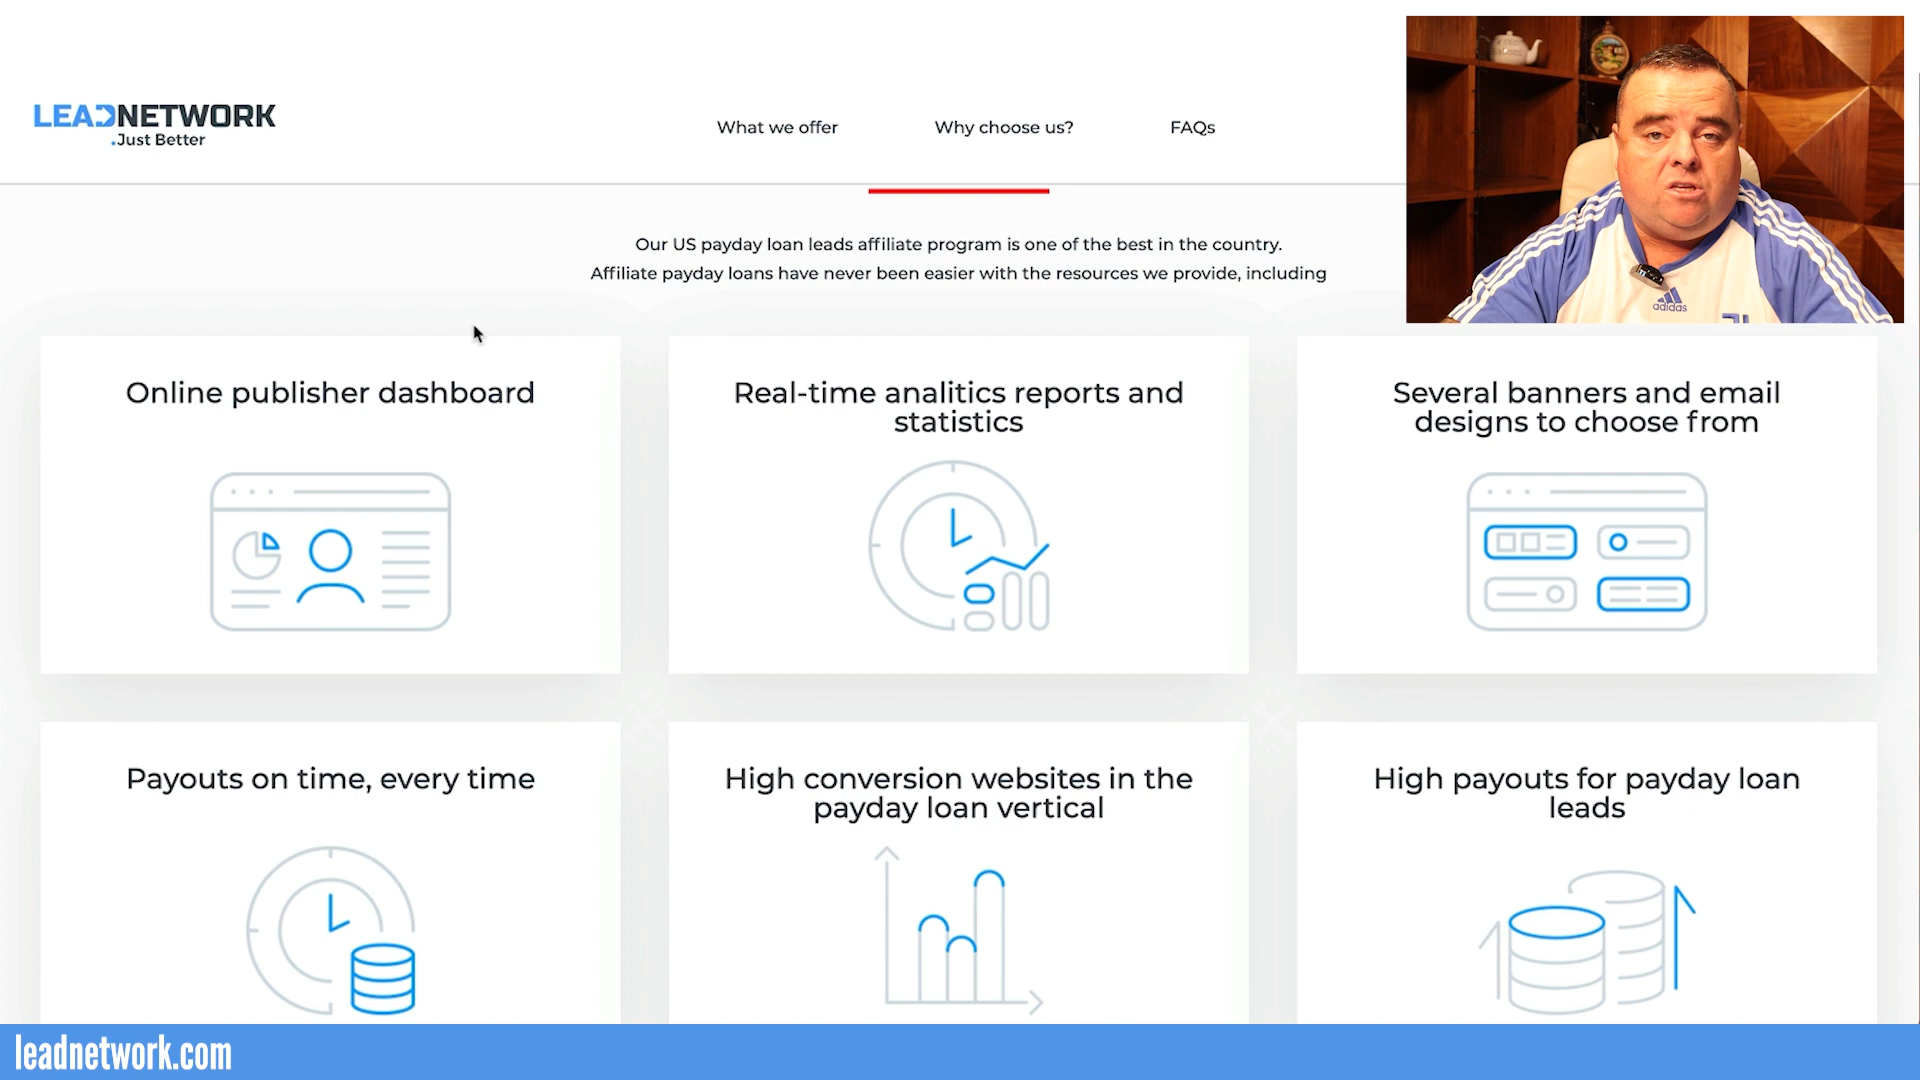 LEADNETWORK
.Just Better
What we offer
Why choose us?
FAQs
Our US payday loan leads affiliate program is one of the best in the country.
Affiliate payday loans have never been easier with the resources we provide, including
adidas
Online publisher dashboard
Real-time analitics reports and
statistics
Several banners and email
designs to choose from
Payouts on time, every time
High conversion websites in the
payday loan vertical
High payouts for payday loan
leads
leadnetwork.com